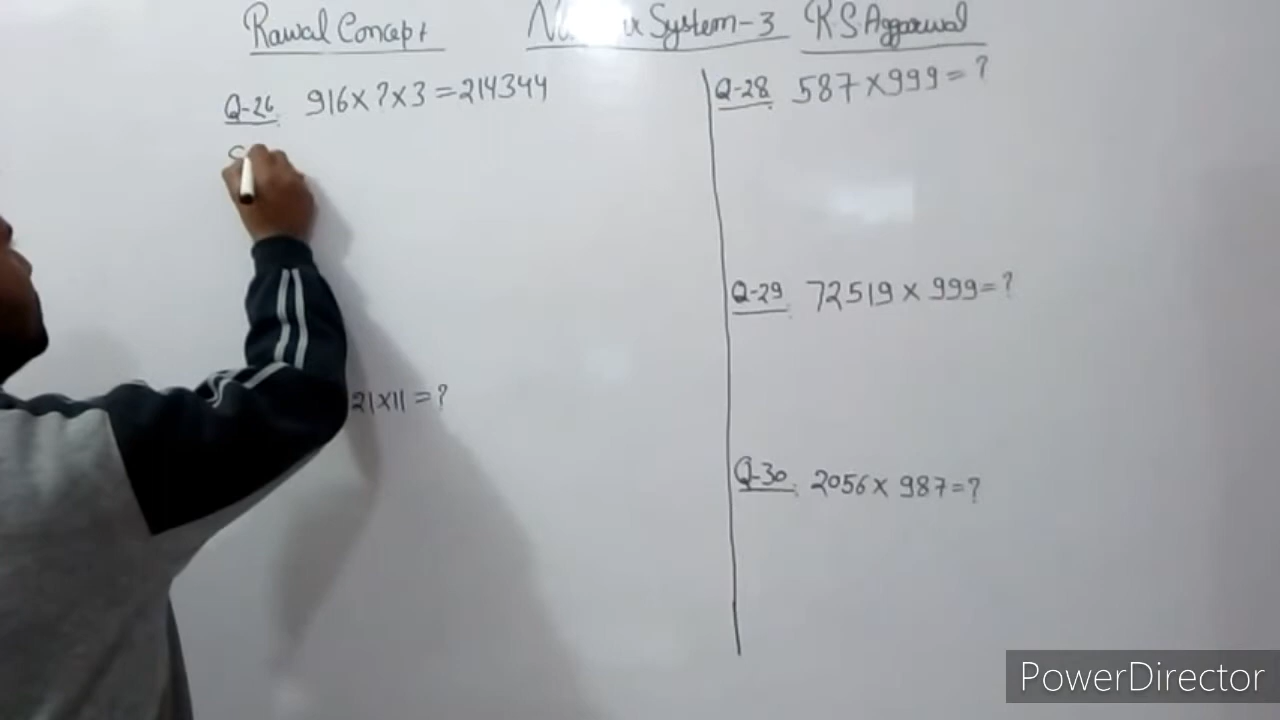 Rawal Concept System-3 R.S Aggarwal
Q-26 916×?×3=214344
21×11=?
Q-28 587×999=?
Q-29 72519×999=?
Q-30 2056×987=?
PowerDirector